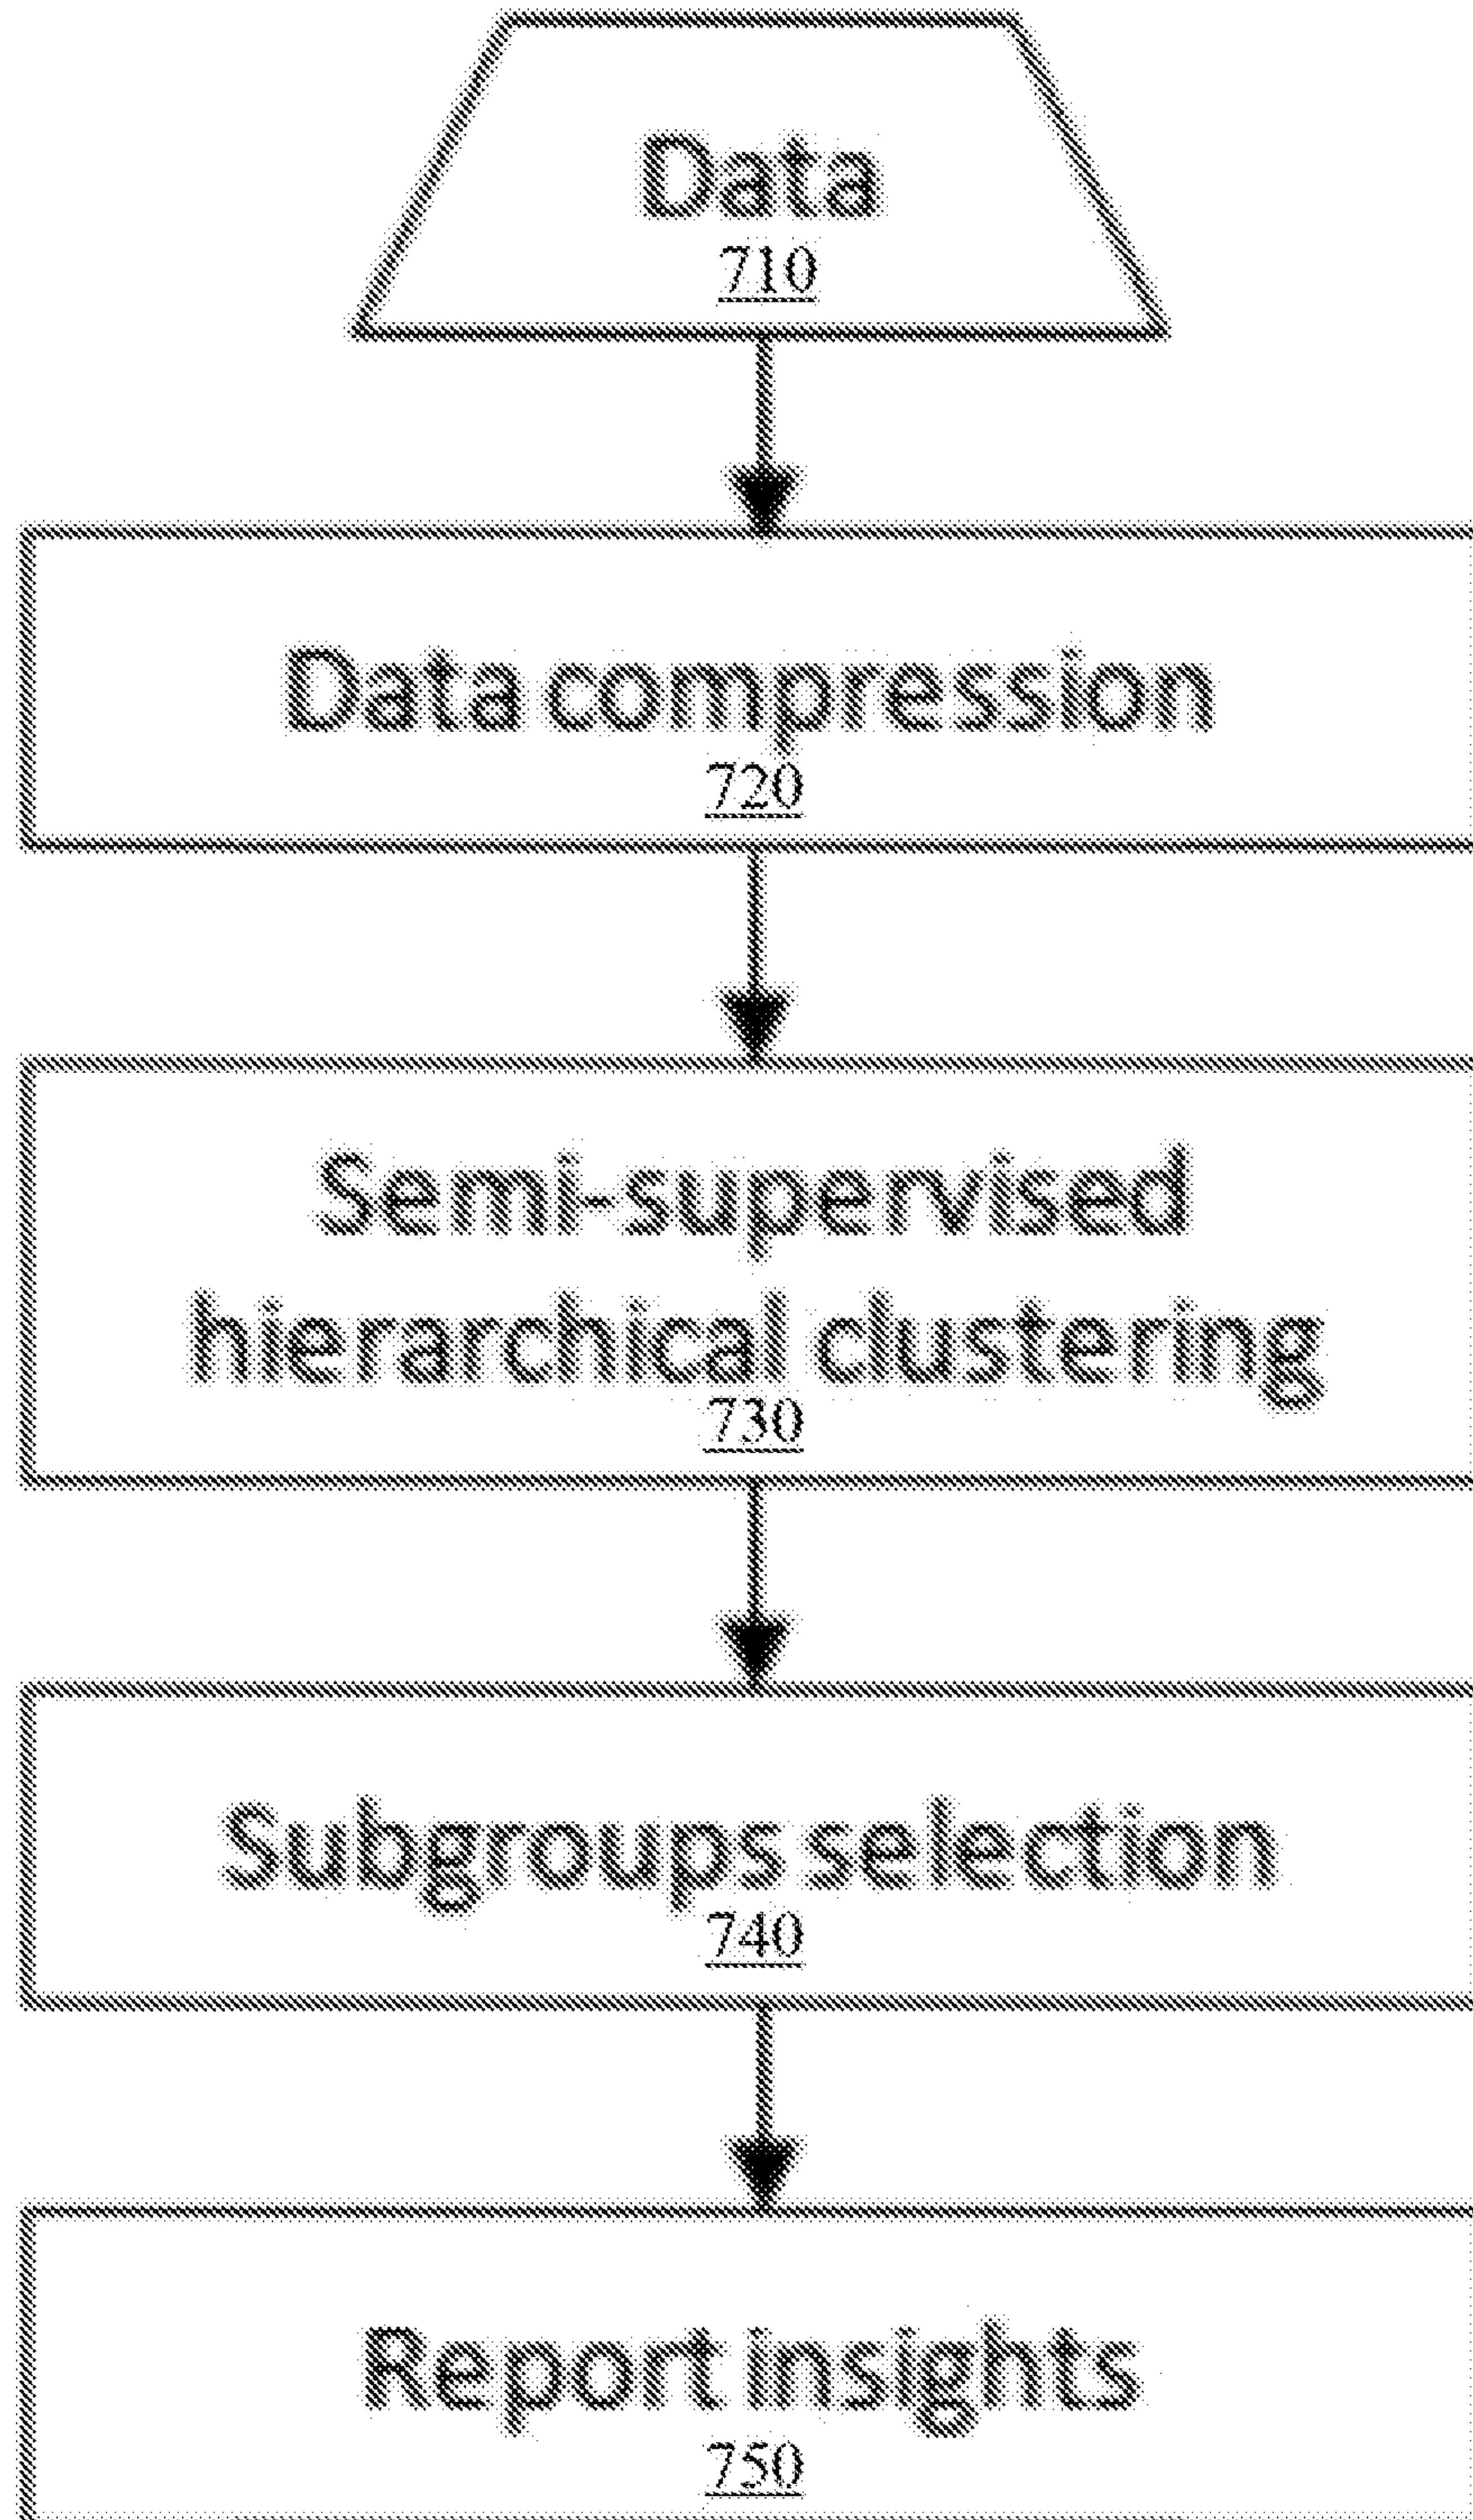 Data
710
Data compression
720
Semi-supervised
hierarchical clustering
730
Subgroups selection
740
Report insights
750